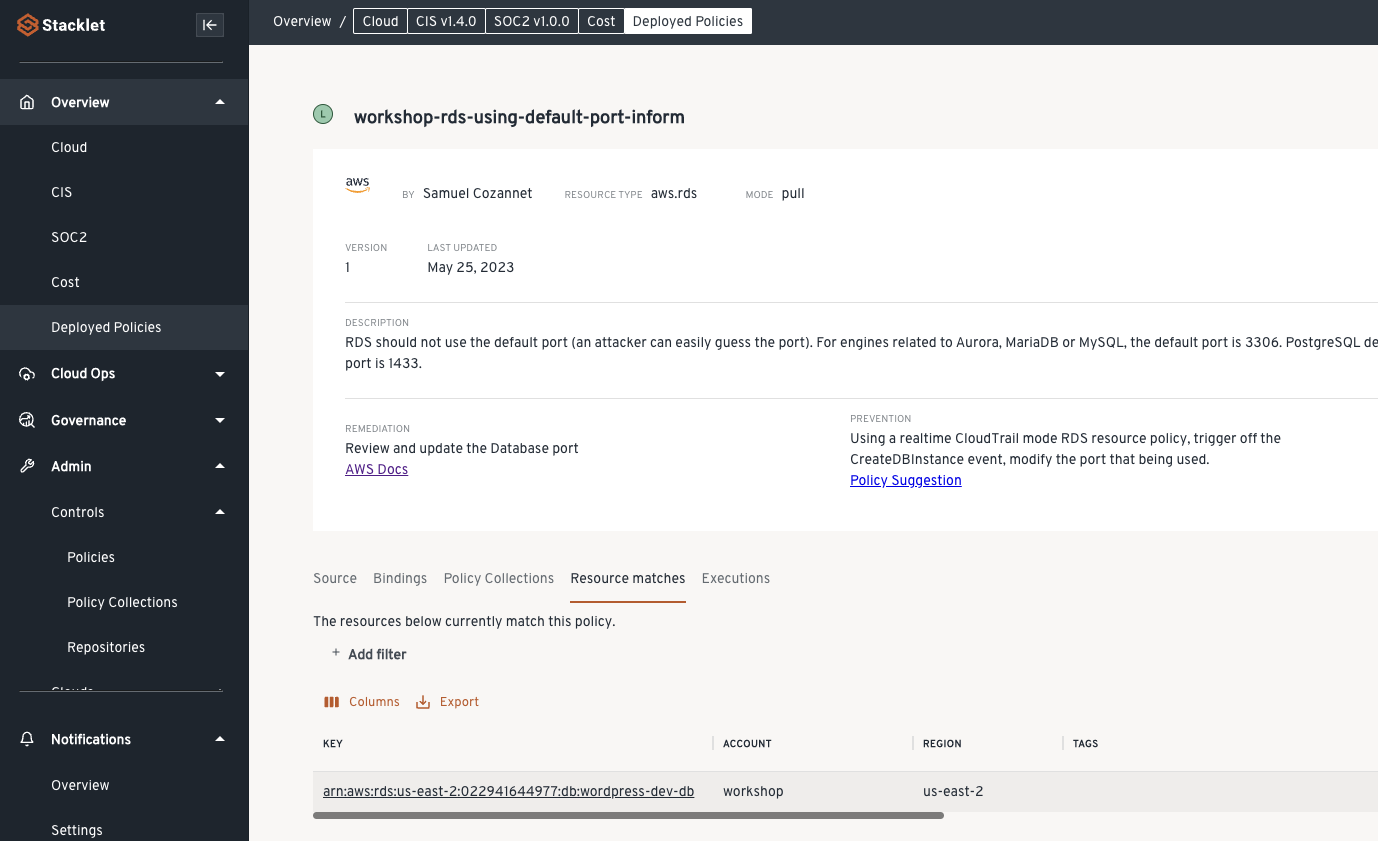 Stacklet
Overview / Cloud CIS v1.4.0 SOC2 v1.0.0 Cost Deployed Policies
Overview
Cloud
CIS
SOC2
Cost
Deployed Policies
Cloud Ops
Governance
Admin
Controls
Policies
Policy Collections
Repositories
Clouds
Notifications
Overview
Settings
L workshop-rds-using-default-port-inform
aws BY Samuel Cozannet RESOURCE TYPE aws.rds MODE pull
VERSION LAST UPDATED
1 May 25, 2023
DESCRIPTION
RDS should not use the default port (an attacker can easily guess the port). For engines related to Aurora, MariaDB or MySQL, the default port is 3306. PostgreSQL de
port is 1433.
REMEDIATION
Review and update the Database port
AWS Docs
PREVENTION
Using a realtime CloudTrail mode RDS resource policy, trigger off the
CreateDBInstance event, modify the port that being used.
Policy Suggestion
Source Bindings Policy Collections Resource matches Executions
The resources below currently match this policy.
+ Add filter
Columns Export
KEY ACCOUNT REGION TAGS
arn:aws:rds:us-east-2:022941644977:db:wordpress-dev-db workshop us-east-2